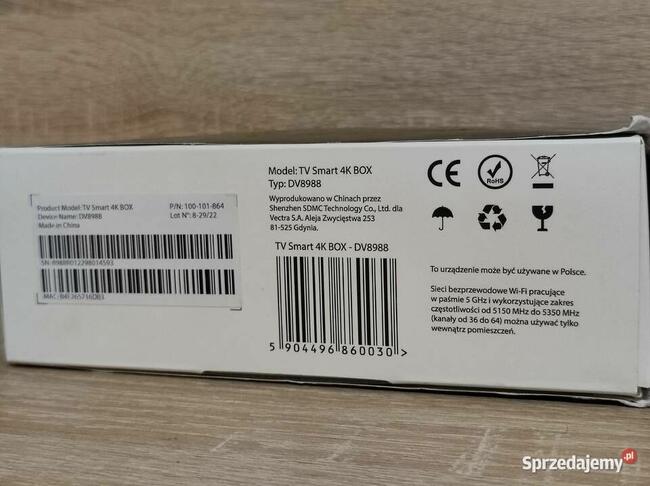 Product Model: TV Smart 4K BOX P/N: 100-101-864
Device Name: DV8988 Lot N°: 8-29/22
Made in China
SN: R98BR012298014593
MAC: B4F265716DB3
Model: TV Smart 4K BOX
Typ: DV8988
Wyprodukowano w Chinach przez
Shenzhen SDMC Technology Co., Ltd. dla
Vectra S.A. Aleja Zwycięstwa 253
81-525 Gdynia.
TV Smart 4K BOX - DV8988
5 904496 860030 >
CE
RoHS
To urządzenie może być używane w Polsce.
Sieci bezprzewodowe Wi-Fi pracujące
w paśmie 5 GHz i wykorzystujące zakres
częstotliwości od 5150 MHz do 5350 MHz
(kanały od 36 do 64) można używać tylko
wewnątrz pomieszczeń.
Sprzedajemy.pl